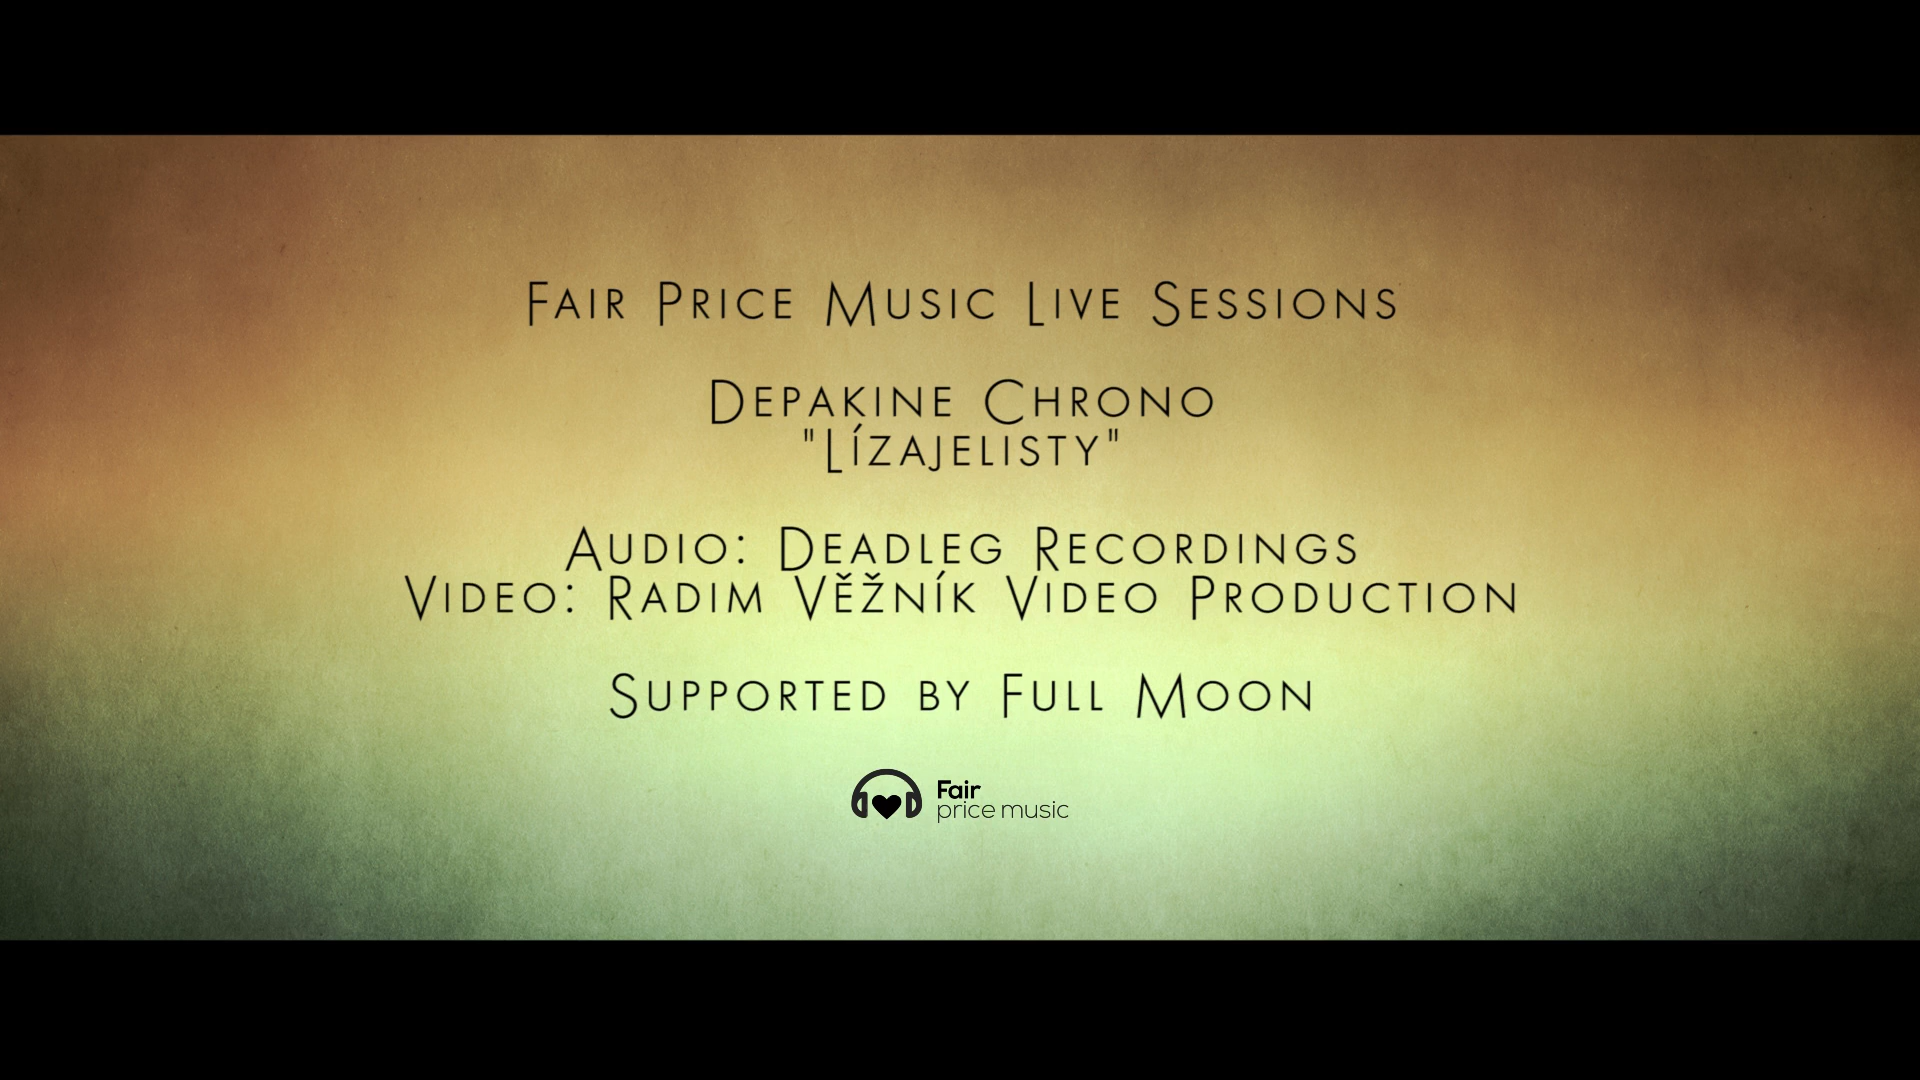 Fair Price Music Live Sessions
Depakine Chrono
"Lízajelisty"
Audio: Deadleg Recordings
Video: Radim Věžník Video Production
Supported by Full Moon
Fair
price music